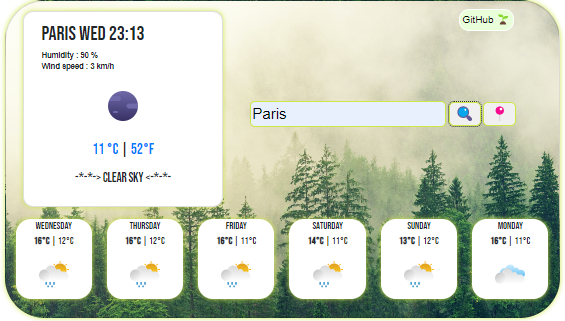 PARIS WED 23:13
Humidity : 90 %
Wind speed : 3 km/h
11 °C | 52°F
-*-*-> CLEAR SKY <-*-*-
GitHub
Paris
WEDNESDAY
16°C | 12°C
THURSDAY
16°C | 12°C
FRIDAY
16°C | 11°C
SATURDAY
14°C | 11°C
SUNDAY
13°C | 12°C
MONDAY
16°C | 11°C